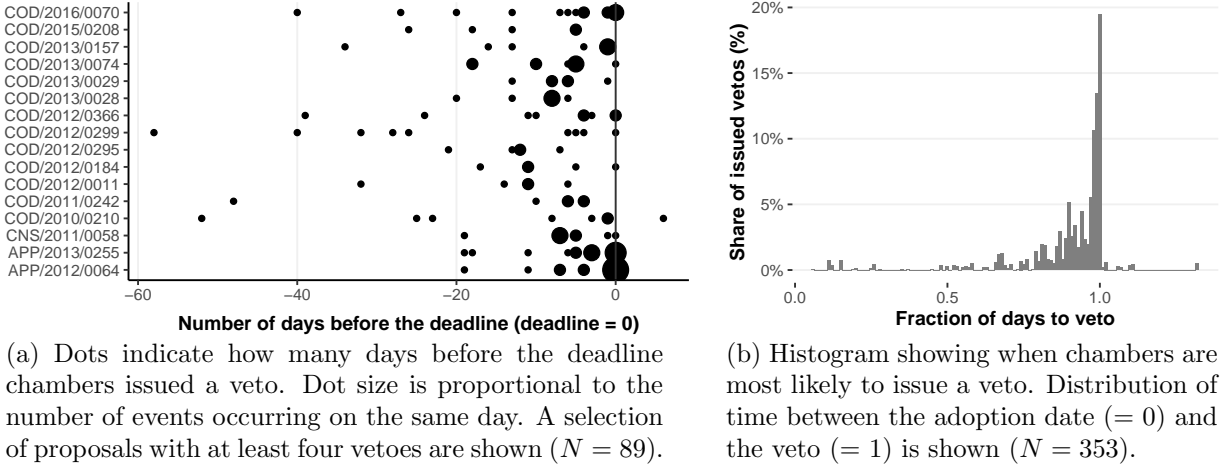 COD/2016/0070
COD/2015/0208
COD/2013/0157
COD/2013/0074
COD/2013/0029
COD/2013/0028
COD/2012/0366
COD/2012/0299
COD/2012/0295
COD/2012/0184
COD/2012/0011
COD/2011/0242
COD/2010/0210
CNS/2011/0058
APP/2013/0255
APP/2012/0064
−60 −40 −20 0
Number of days before the deadline (deadline = 0)
(a) Dots indicate how many days before the deadline
chambers issued a veto. Dot size is proportional to the
number of events occurring on the same day. A selection
of proposals with at least four vetoes are shown (N = 89).
Share of issued vetos (%)
20%
15%
10%
5%
0%
0.0 0.5 1.0
Fraction of days to veto
(b) Histogram showing when chambers are
most likely to issue a veto. Distribution of
time between the adoption date (= 0) and
the veto (= 1) is shown (N = 353).